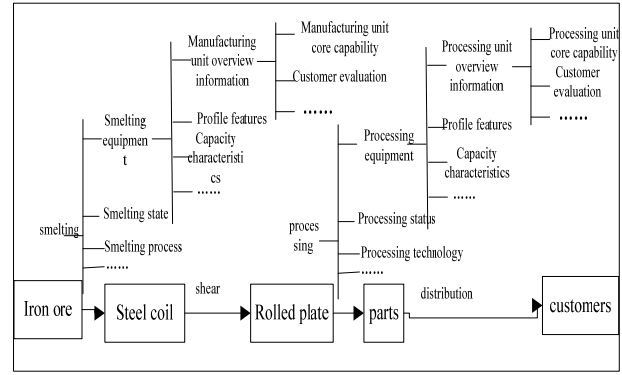 Manufacturing unit
core capability
Customer evaluation
......
Manufacturing
unit overview
information
Profile features
Capacity
characteristi
cs
......
Smelting
equipmen
t
Smelting state
Smelting process
......
smelting
Processing unit
core capability
Customer
evaluation
......
Processing unit
overview
information
Profile features
Capacity
characteristics
......
Processing
equipment
Processing status
Processing technology
......
proces
sing
Iron ore
Steel coil
shear
Rolled plate
parts
distribution
customers